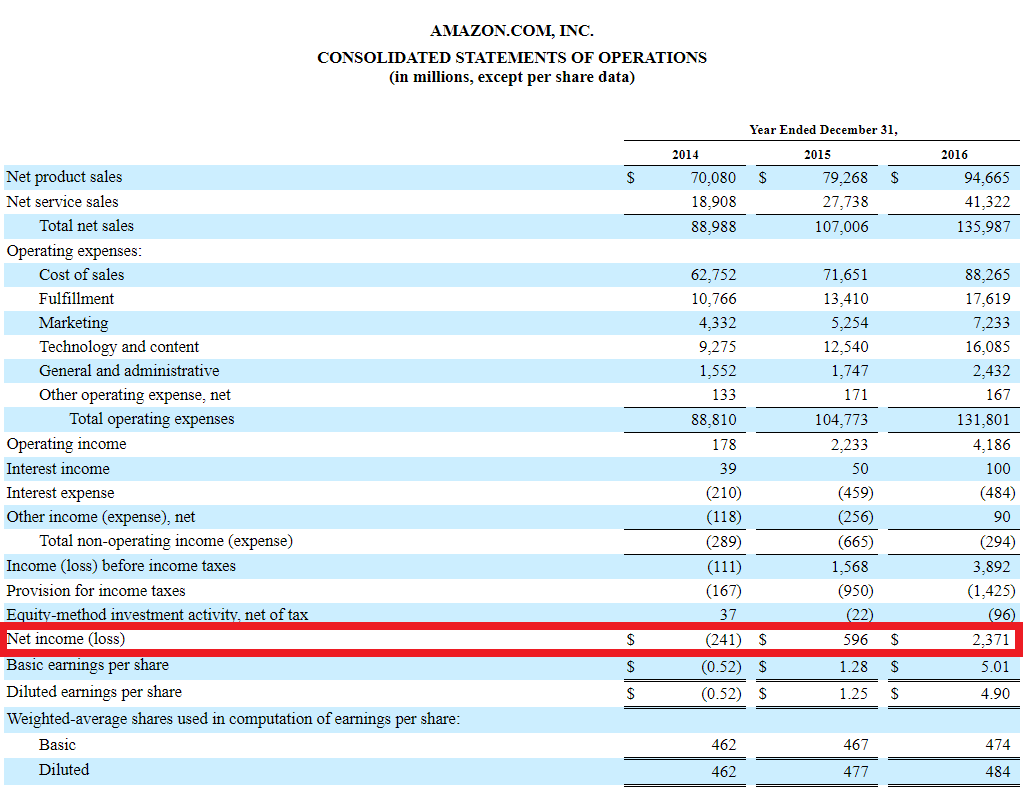 AMAZON.COM, INC.
CONSOLIDATED STATEMENTS OF OPERATIONS
(in millions, except per share data)
Year Ended December 31,
2014 2015 2016
Net product sales $ 70,080 $ 79,268 $ 94,665
Net service sales 18,908 27,738 41,322
Total net sales 88,988 107,006 135,987
Operating expenses:
Cost of sales 62,752 71,651 88,265
Fulfillment 10,766 13,410 17,619
Marketing 4,332 5,254 7,233
Technology and content 9,275 12,540 16,085
General and administrative 1,552 1,747 2,432
Other operating expense, net 133 171 167
Total operating expenses 88,810 104,773 131,801
Operating income 178 2,233 4,186
Interest income 39 50 100
Interest expense (210) (459) (484)
Other income (expense), net (118) (256) 90
Total non-operating income (expense) (289) (665) (294)
Income (loss) before income taxes (111) 1,568 3,892
Provision for income taxes (167) (950) (1,425)
Equity-method investment activity, net of tax 37 (22) (96)
Net income (loss) $ (241) $ 596 $ 2,371
Basic earnings per share $ (0.52) $ 1.28 $ 5.01
Diluted earnings per share $ (0.52) $ 1.25 $ 4.90
Weighted-average shares used in computation of earnings per share:
Basic 462 467 474
Diluted 462 477 484